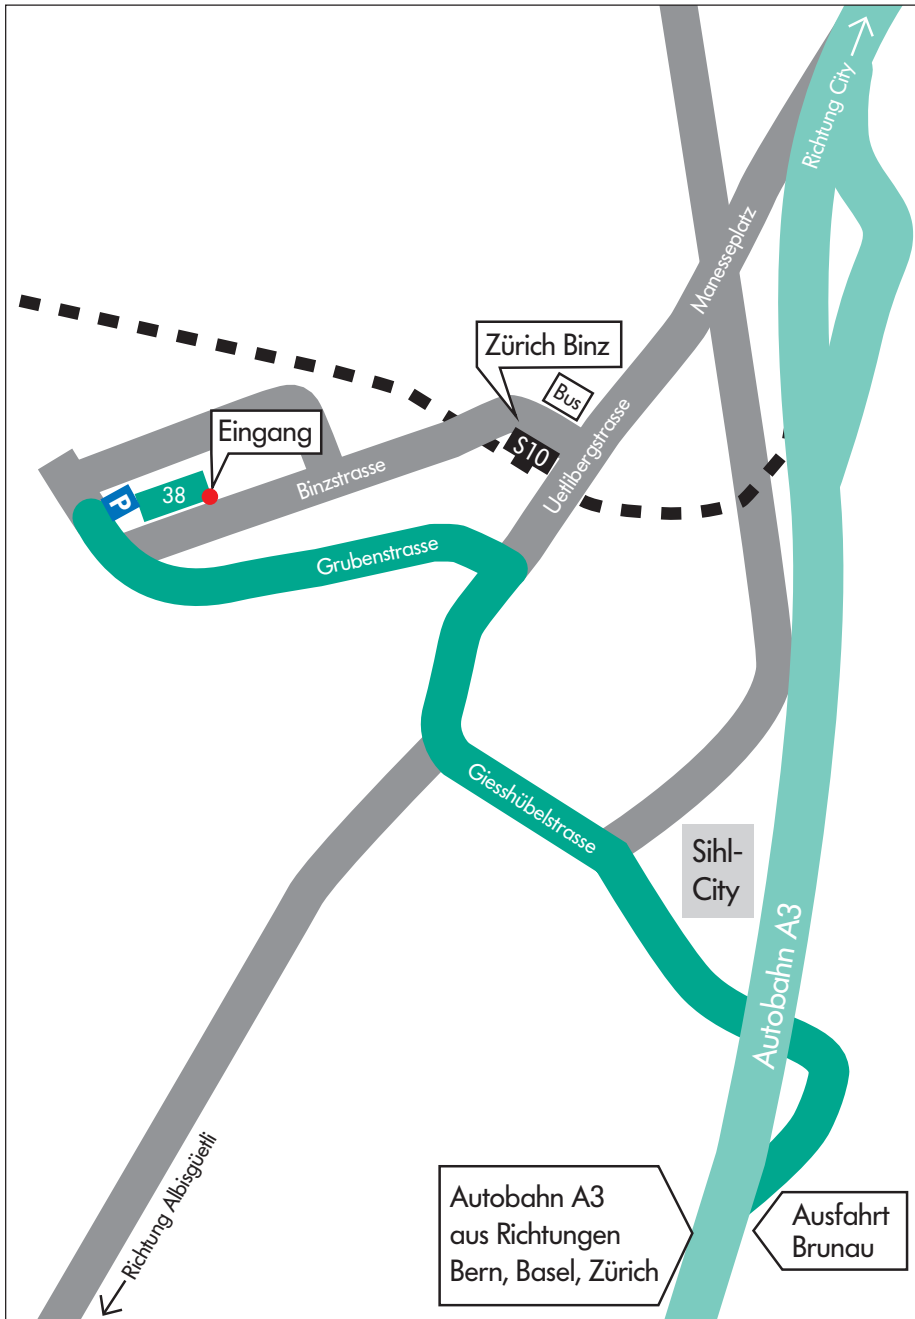 Richtung City
Manesseplatz
Zürich Binz
Bus
Eingang
S10
Uetlibergstrasse
Binzstrasse
38
P
Grubenstrasse
Giesshübelstrasse
Sihl-
City
Autobahn A3
Richtung Albisgüetli
Autobahn A3
aus Richtungen
Bern, Basel, Zürich
Ausfahrt
Brunau